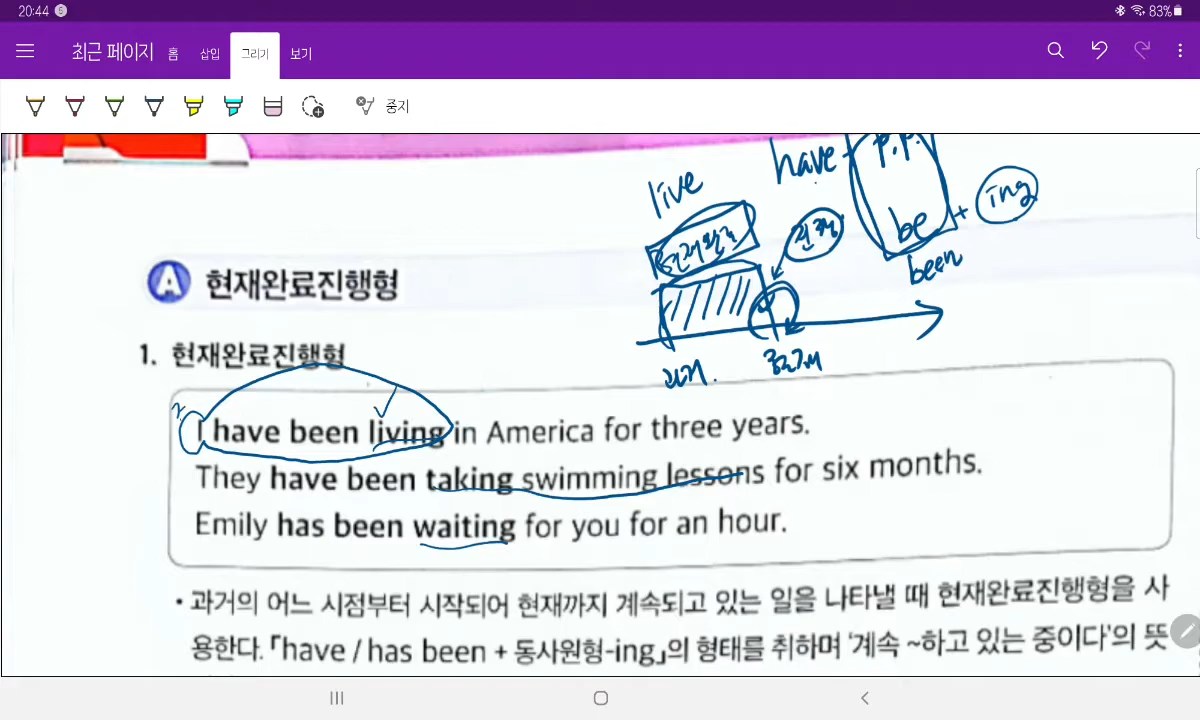 20:44 S 83%
최근 페이지 홈 삽입 그리기 보기
중지
have + p.p.
live
현재완료 진행 be + ing
been
A 현재완료진행형
과거 현재
1. 현재완료진행형
I have been living in America for three years.
They have been taking swimming lessons for six months.
Emily has been waiting for you for an hour.
• 과거의 어느 시점부터 시작되어 현재까지 계속되고 있는 일을 나타낼 때 현재완료진행형을 사
용한다. 「have / has been + 동사원형-ing」의 형태를 취하며 '계속 ~하고 있는 중이다'의 뜻